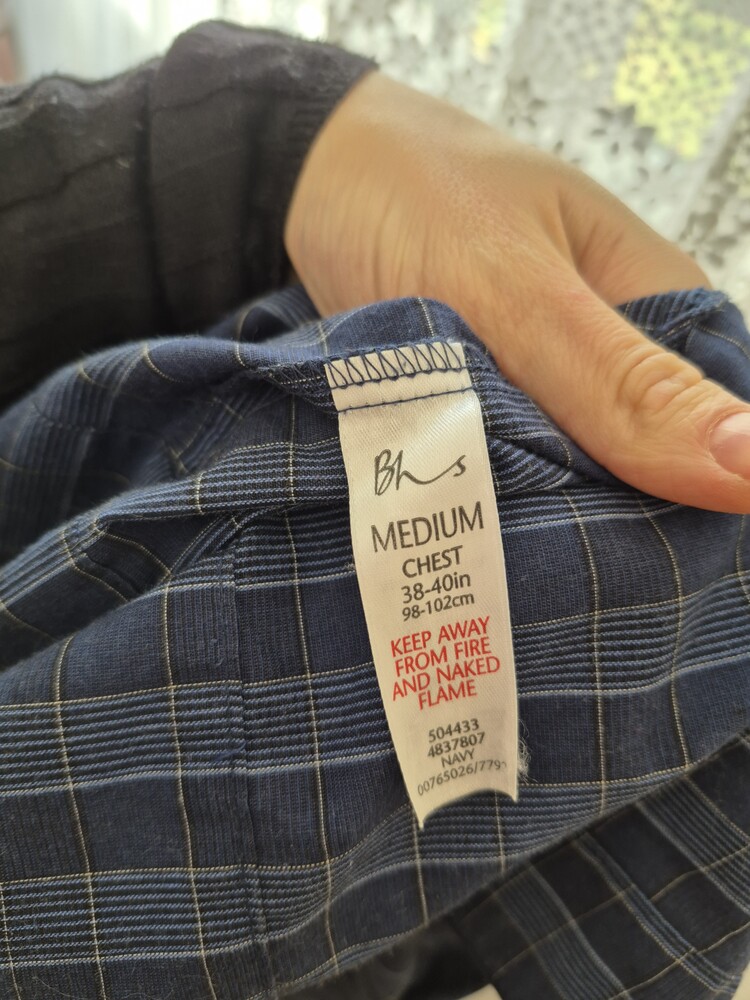 Bhs
MEDIUM
CHEST
38-40in
98-102cm
KEEP AWAY
FROM FIRE
AND NAKED
FLAME
504433
4837807
NAVY